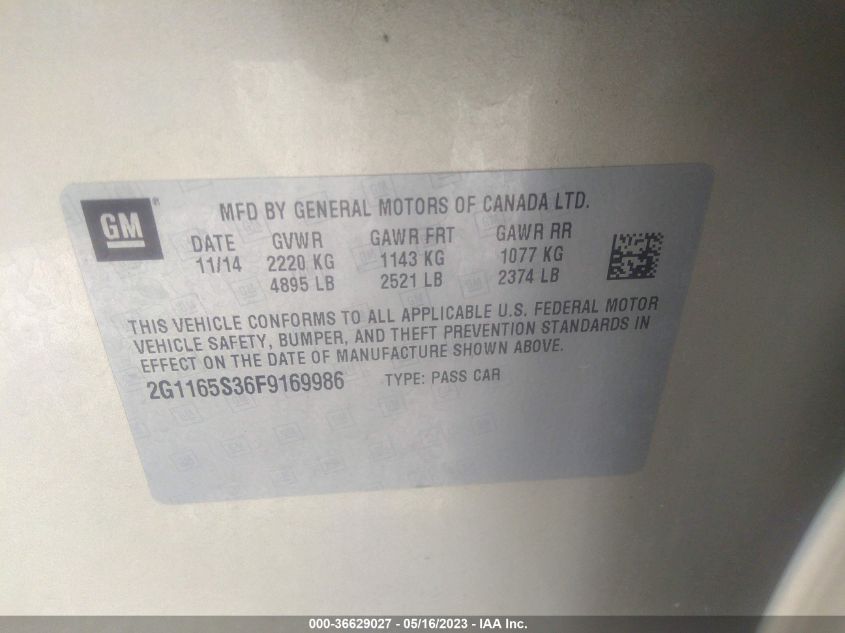 GM®
MFD BY GENERAL MOTORS OF CANADA LTD.
DATE GVWR GAWR FRT GAWR RR
11/14 2220 KG 1143 KG 1077 KG
4895 LB 2521 LB 2374 LB
THIS VEHICLE CONFORMS TO ALL APPLICABLE U.S. FEDERAL MOTOR
VEHICLE SAFETY, BUMPER, AND THEFT PREVENTION STANDARDS IN
EFFECT ON THE DATE OF MANUFACTURE SHOWN ABOVE.
2G1165S36F9169986 TYPE: PASS CAR
000-36629027 - 05/16/2023 - IAA Inc.